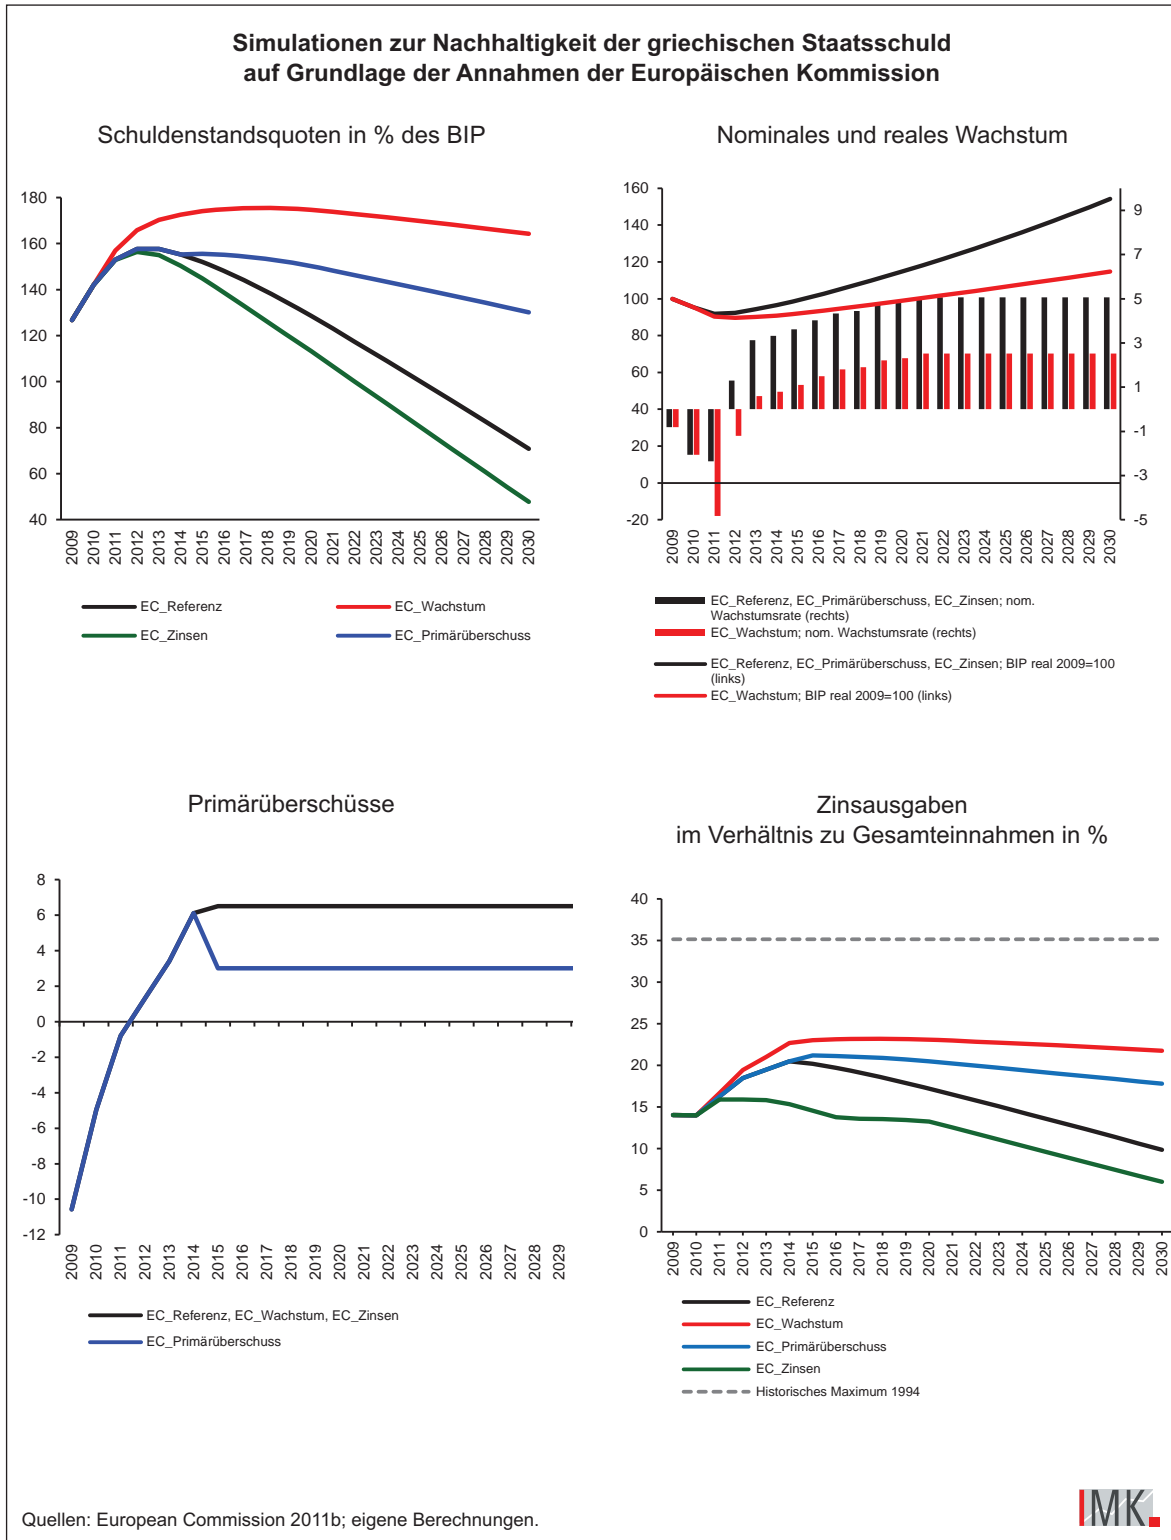 Simulationen zur Nachhaltigkeit der griechischen Staatsschuld
auf Grundlage der Annahmen der Europäischen Kommission
Schuldenstandsquoten in % des BIP
180
160
140
120
100
80
60
40
2009 2010 2011 2012 2013 2014 2015 2016 2017 2018 2019 2020 2021 2022 2023 2024 2025 2026 2027 2028 2029 2030
EC_Referenz
EC_Wachstum
EC_Zinsen
EC_Primärüberschuss
Nominales und reales Wachstum
160
140
120
100
80
60
40
20
0
-20
9
7
5
3
1
-1
-3
-5
2009 2010 2011 2012 2013 2014 2015 2016 2017 2018 2019 2020 2021 2022 2023 2024 2025 2026 2027 2028 2029 2030
EC_Referenz, EC_Primärüberschuss, EC_Zinsen; nom.
Wachstumsrate (rechts)
EC_Wachstum; nom. Wachstumsrate (rechts)
EC_Referenz, EC_Primärüberschuss, EC_Zinsen; BIP real 2009=100
(links)
EC_Wachstum; BIP real 2009=100 (links)
Primärüberschüsse
8
6
4
2
0
-2
-4
-6
-8
-10
-12
2009 2010 2011 2012 2013 2014 2015 2016 2017 2018 2019 2020 2021 2022 2023 2024 2025 2026 2027 2028 2029
EC_Referenz, EC_Wachstum, EC_Zinsen
EC_Primärüberschuss
Zinsausgaben
im Verhältnis zu Gesamteinnahmen in %
40
35
30
25
20
15
10
5
0
2009 2010 2011 2012 2013 2014 2015 2016 2017 2018 2019 2020 2021 2022 2023 2024 2025 2026 2027 2028 2029 2030
EC_Referenz
EC_Wachstum
EC_Primärüberschuss
EC_Zinsen
Historisches Maximum 1994
Quellen: European Commission 2011b; eigene Berechnungen.
IMK